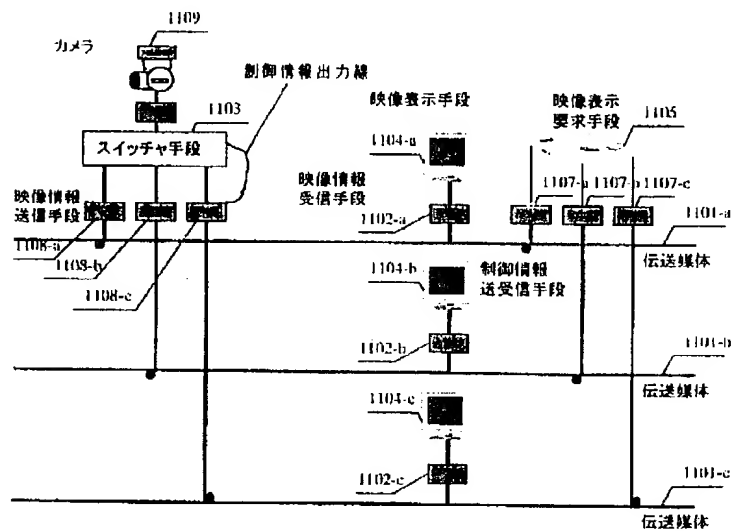 1109
カメラ
制御情報出力線
1103
スイッチャ手段
映像表示手段
映像表示
要求手段
1105
1104-a
映像情報
送信手段
映像情報
受信手段
1107-a
1107-b
1107-c
1102-a
1101-a
1108-a
1108-b
1108-c
伝送媒体
1104-b
制御情報
送受信手段
1102-b
1101-b
伝送媒体
1104-c
1102-c
1101-c
伝送媒体